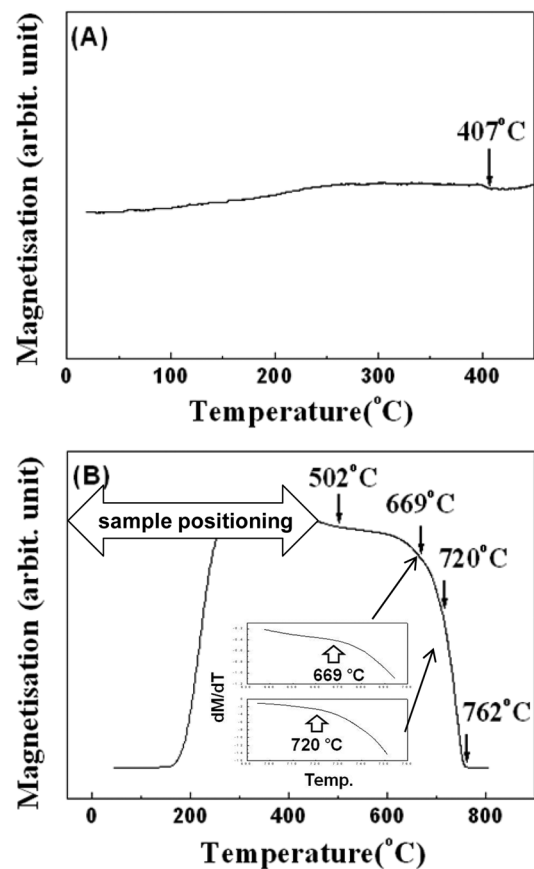 (A)
Magnetisation (arbit. unit)
407°C
0 100 200 300 400
Temperature(°C)
(B)
Magnetisation (arbit. unit)
sample positioning
502°C
669°C
720°C
762°C
dM/dT
669 °C
720 °C
Temp.
0 200 400 600 800
Temperature(°C)